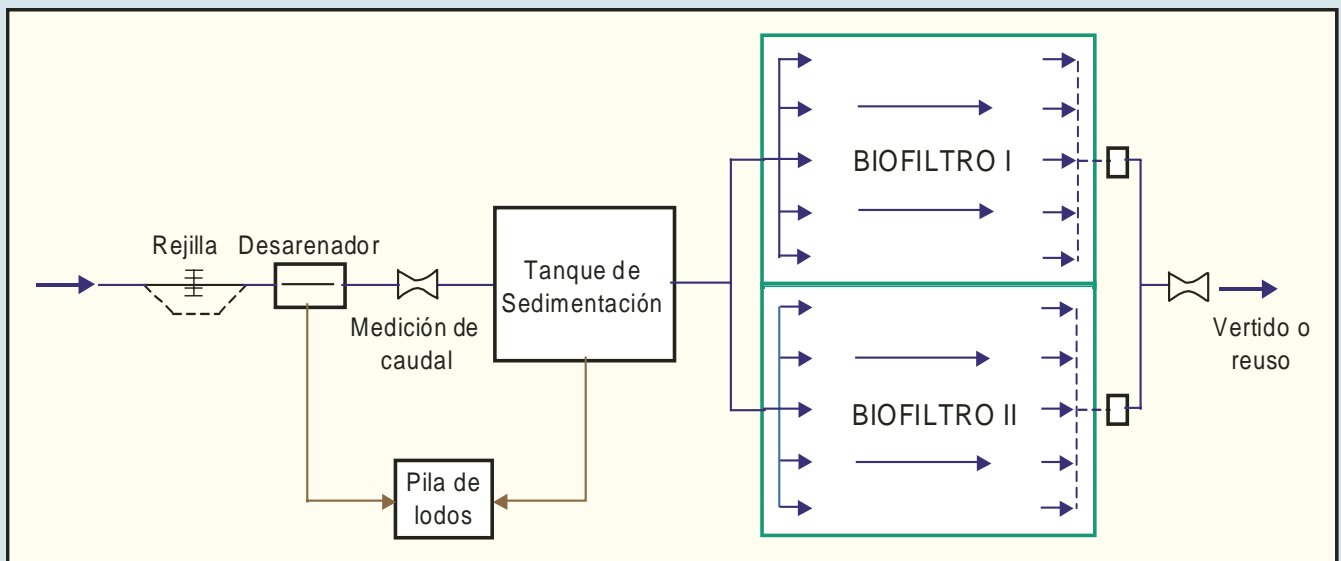 Rejilla
Desarenador
Medición de
caudal
Tanque de
Sedimentación
Pila de
lodos
BIOFILTRO I
BIOFILTRO II
Vertido o
reuso